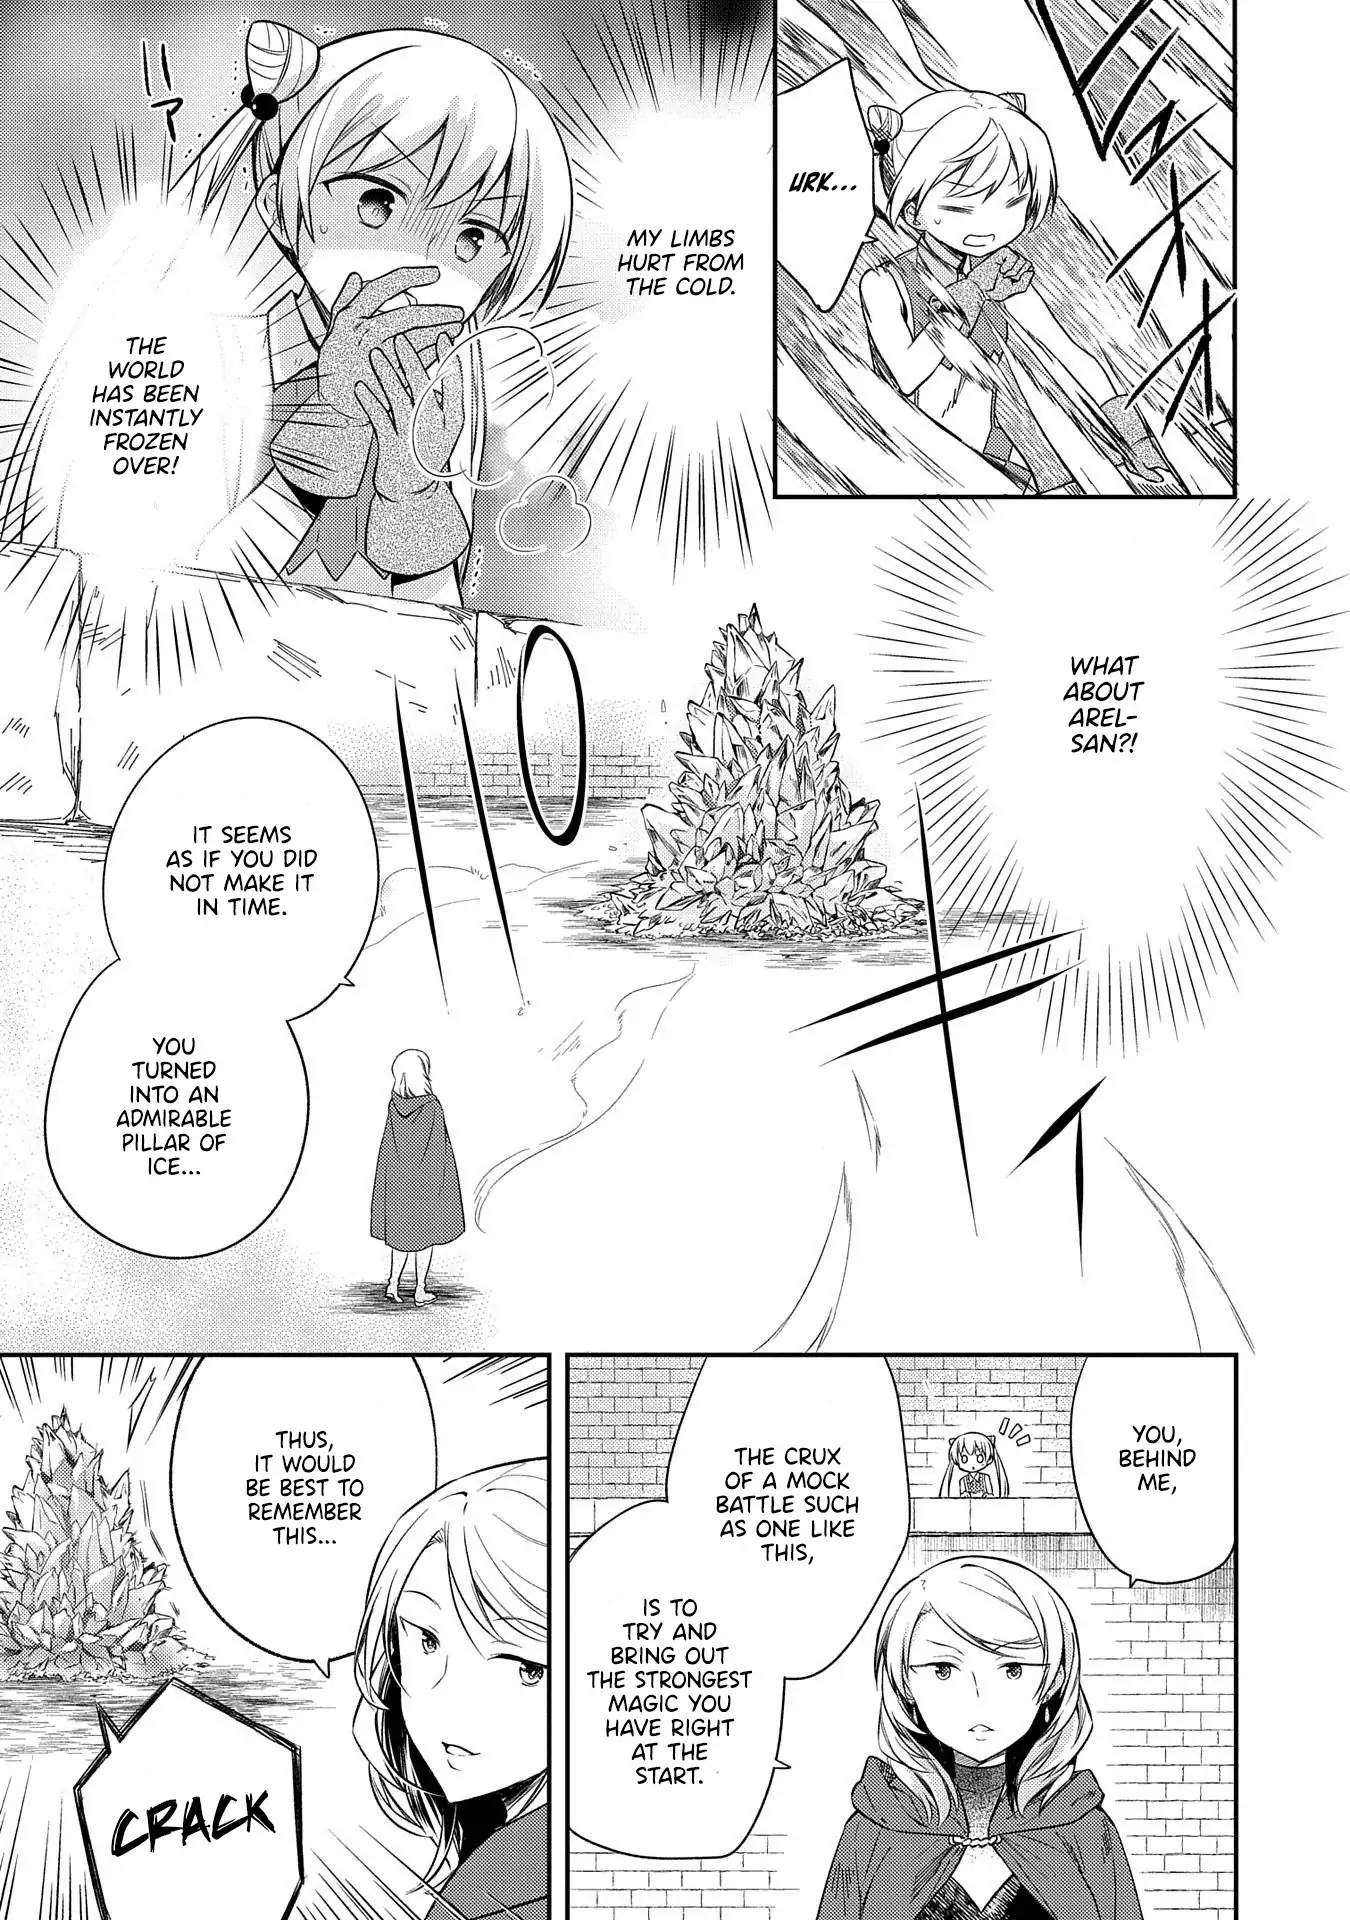 URK...
MY LIMBS
HURT FROM
THE COLD.
リァ
THE
WORLD
HAS BEEN
INSTANTLY
FROZEN
OVER!
WHAT
ABOUT
AREL-
SAN?!
IT SEEMS
AS IF YOU DID
NOT MAKE IT
IN TIME.
YOU
TURNED
INTO AN
ADMIRABLE
PILLAR OF
ICE...
YOU,
BEHIND
ME,
THE CRUX
OF A MOCK
BATTLE SUCH
AS ONE LIKE
THIS,
IS TO
TRY AND
BRING OUT
THE STRONGEST
MAGIC YOU
HAVE RIGHT
AT THE
START.
THUS,
IT WOULD
BE BEST TO
REMEMBER
THIS...
CRACK